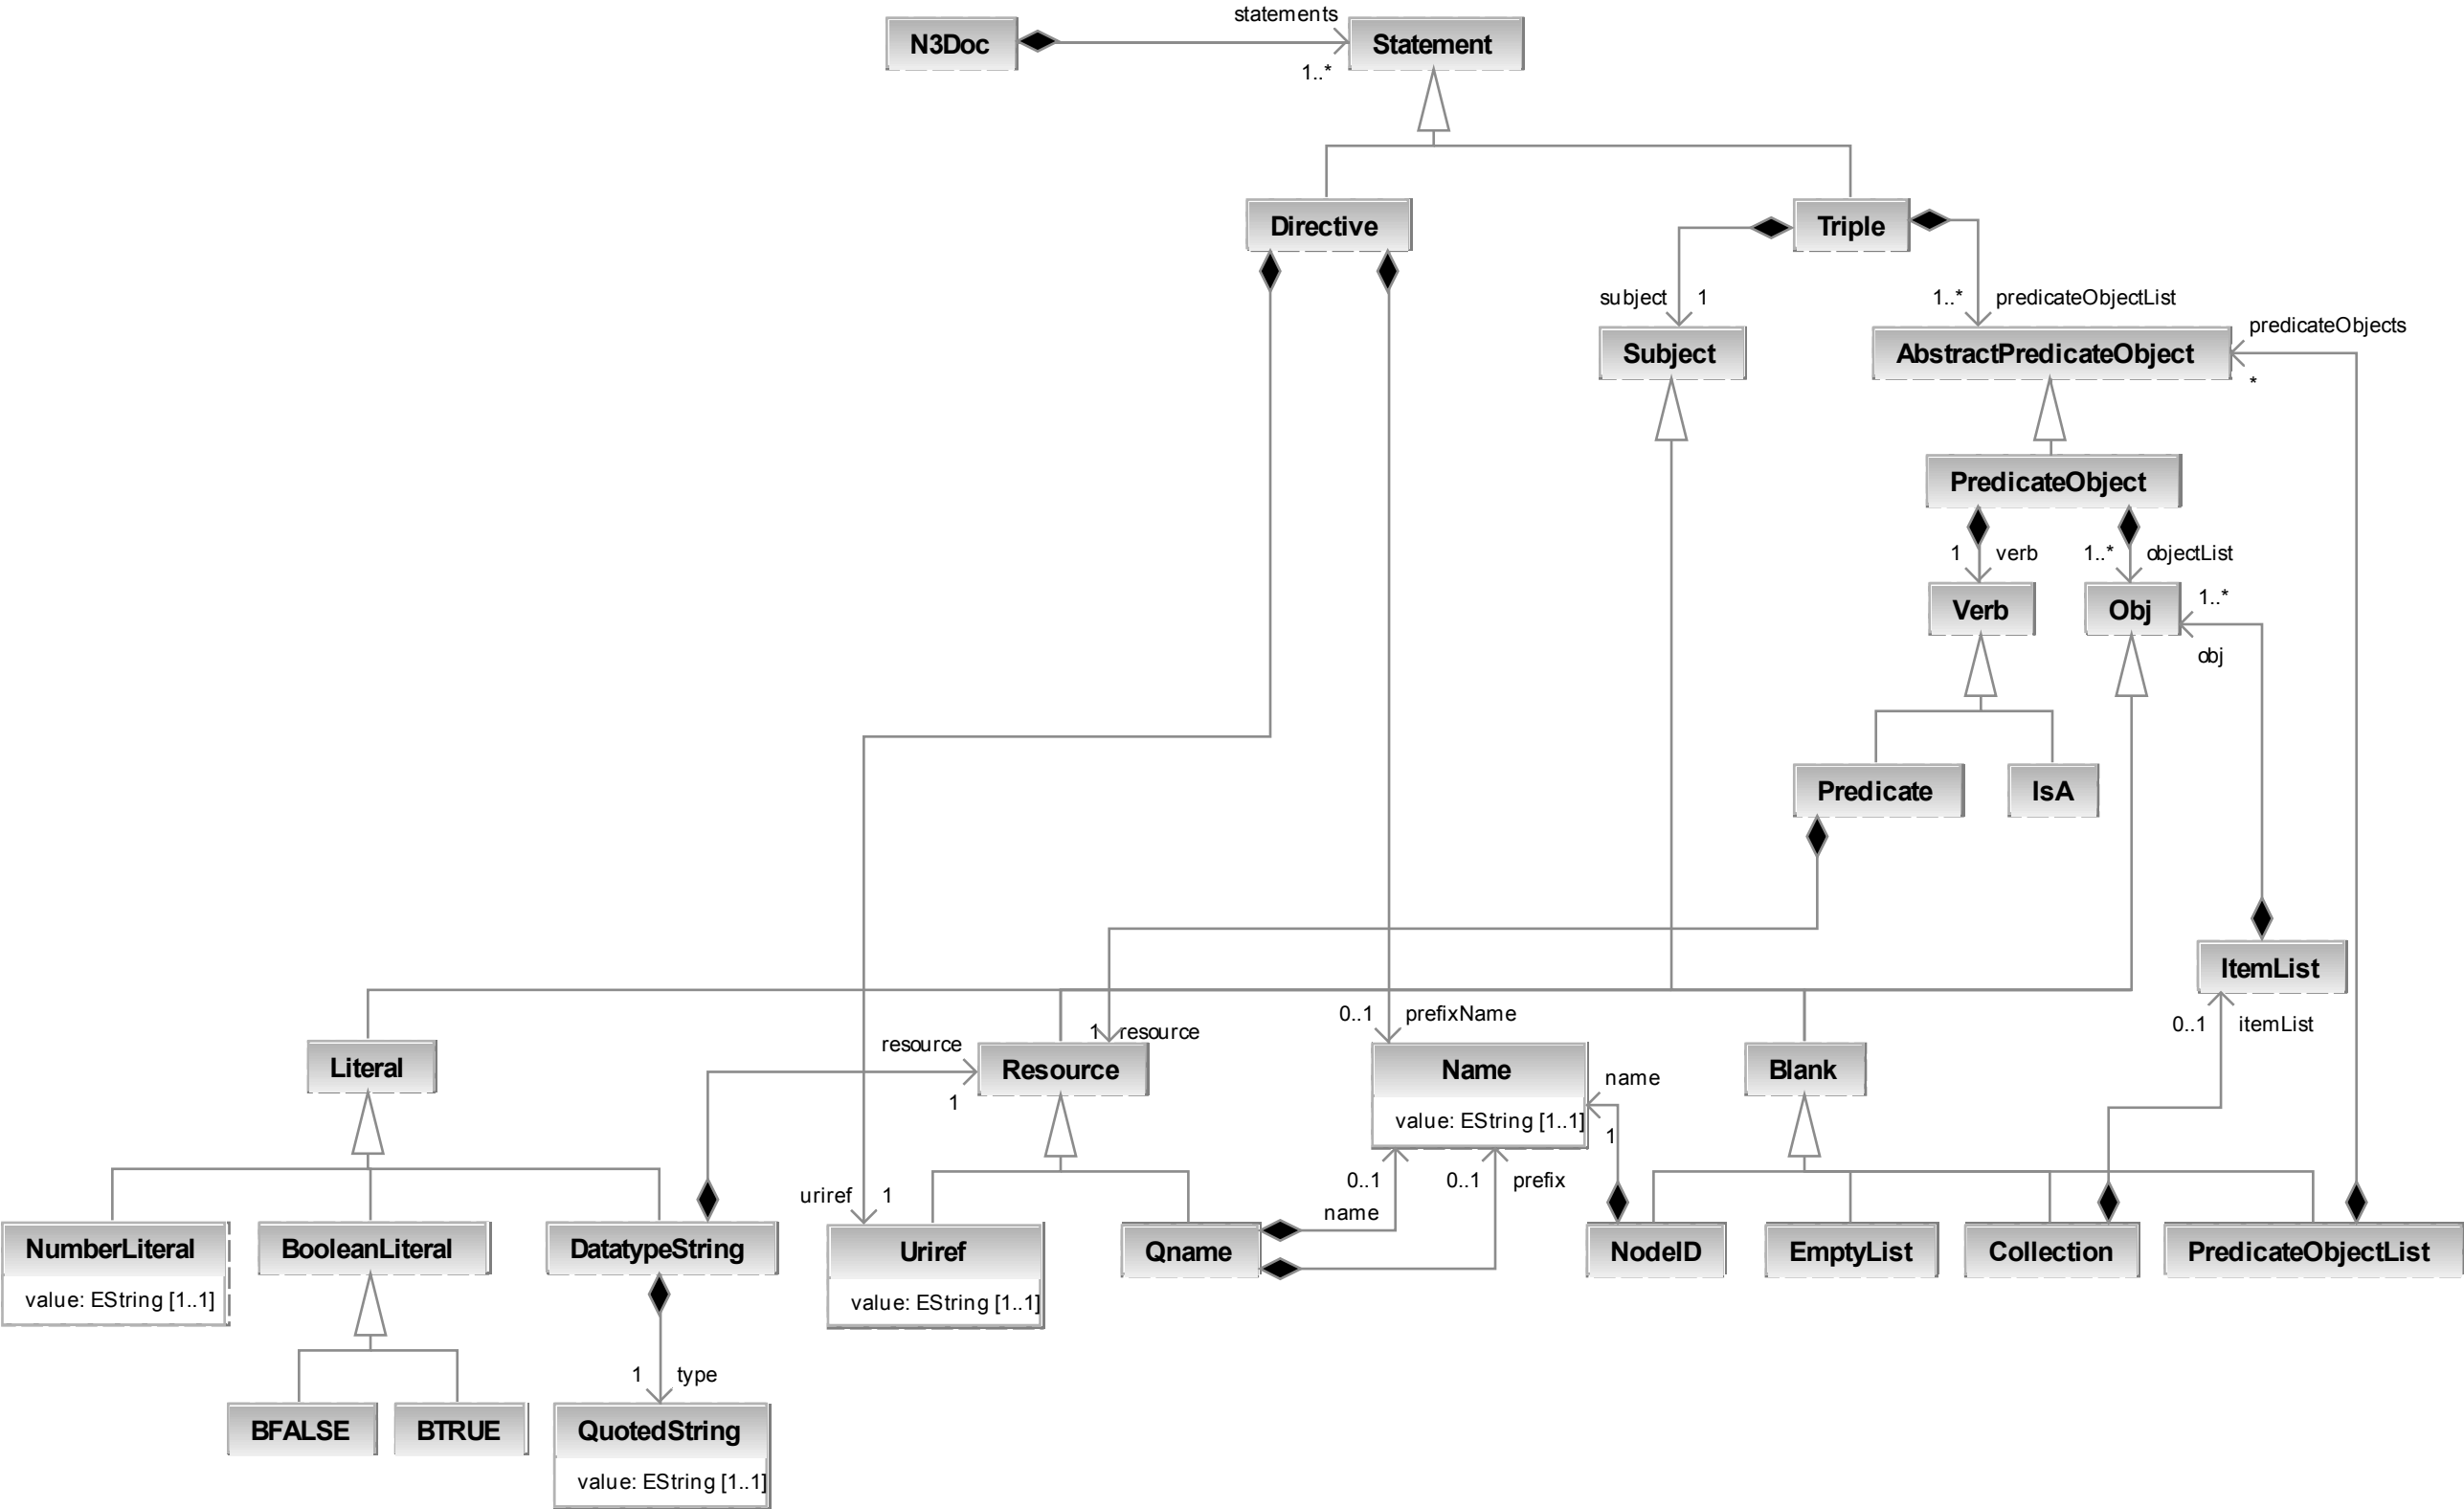 statements
N3Doc
Statement
1..*
Directive
Triple
subject
1
1..*
predicateObjectList
predicateObjects
Subject
AbstractPredicateObject
*
PredicateObject
1
verb
1..*
objectList
Verb
Obj
1..*
obj
Predicate
IsA
ItemList
0..1
prefixName
0..1
itemList
1
resource
resource
Literal
Resource
Name
Blank
name
1
value: EString [1..1]
1
0..1
0..1
prefix
uriref
1
name
NumberLiteral
BooleanLiteral
DatatypeString
Uriref
Qname
NodeID
EmptyList
Collection
PredicateObjectList
value: EString [1..1]
value: EString [1..1]
1
type
BFALSE
BTRUE
QuotedString
value: EString [1..1]